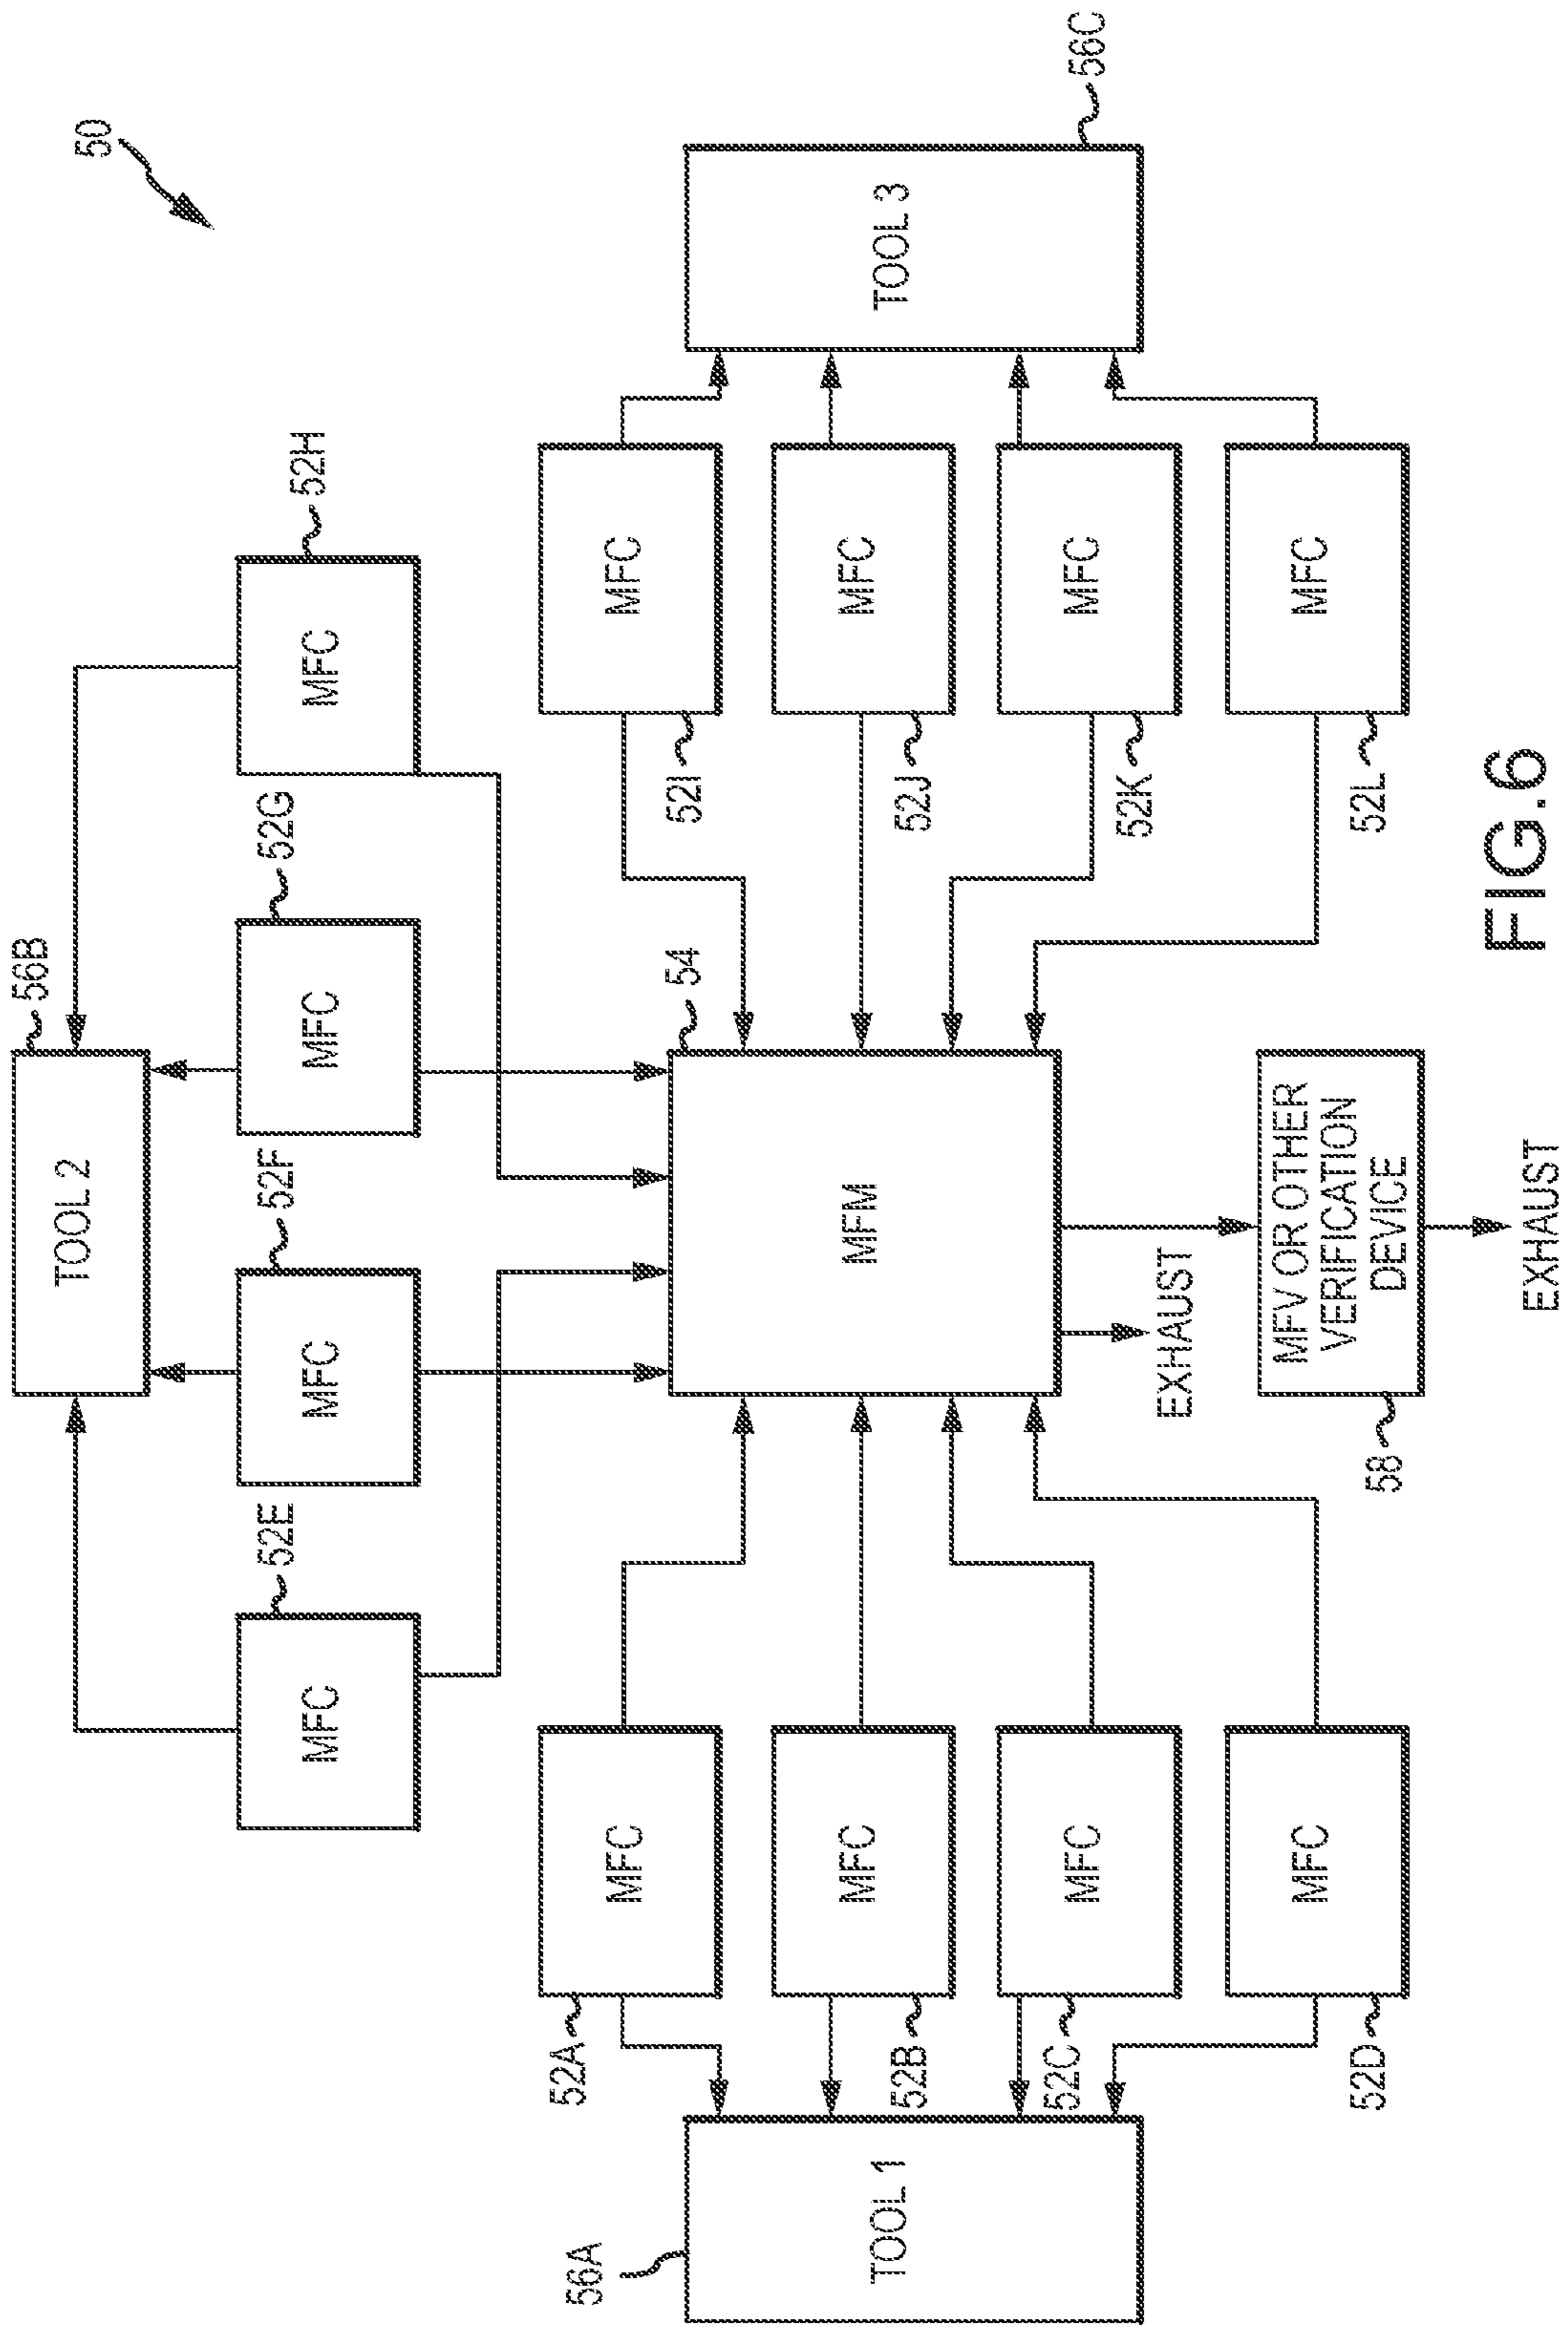 50
56B
TOOL 2
52E
52F
52G
52H
MFC
MFC
MFC
MFC
56A
TOOL 1
52A
MFC
52B
MFC
52C
MFC
52D
MFC
54
MFM
MFC
52I
MFC
52J
MFC
52K
MFC
52L
TOOL 3
56C
EXHAUST
58
MFV OR OTHER
VERIFICATION
DEVICE
EXHAUST
FIG.6